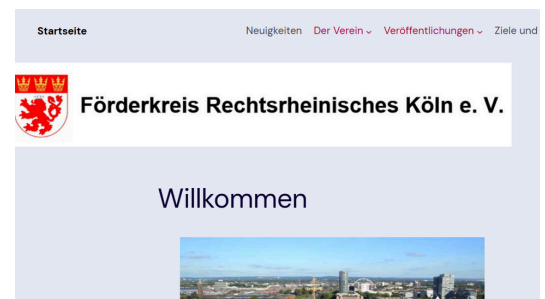 Startseite
Neuigkeiten Der Verein Veröffentlichungen Ziele und
Förderkreis Rechtsrheinisches Köln e. V.
Willkommen